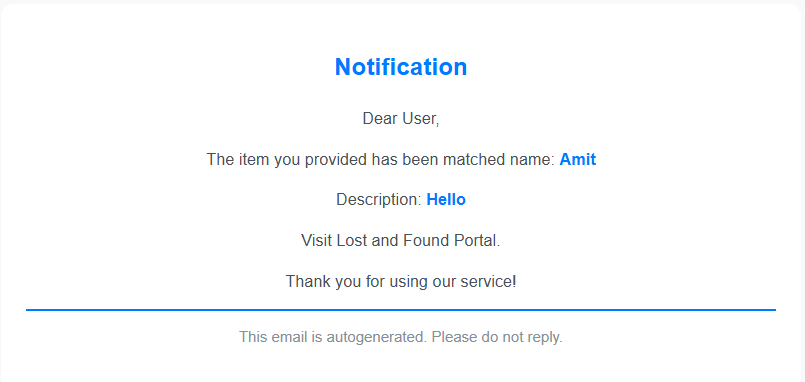 Notification
Dear User,
The item you provided has been matched name: Amit
Description: Hello
Visit Lost and Found Portal.
Thank you for using our service!
This email is autogenerated. Please do not reply.